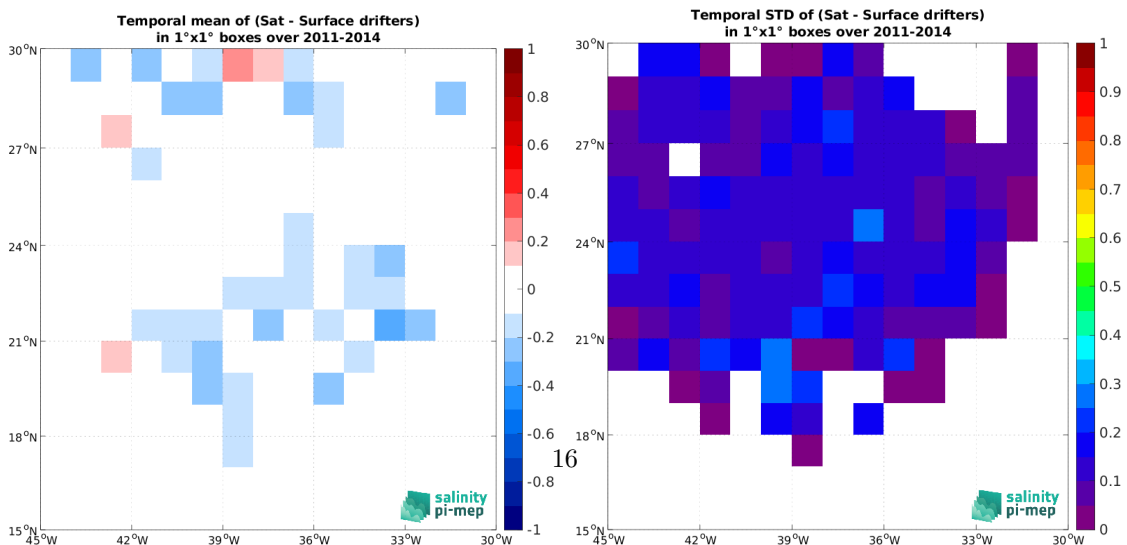 Temporal mean of (Sat - Surface drifters)
in 1°x1° boxes over 2011-2014
30°N
27°N
24°N
21°N
18°N
15°N
45°W
42°W
39°W
36°W
33°W
30°W
1
0.8
0.6
0.4
0.2
0
-0.2
-0.4
-0.6
-0.8
-1
salinity
pi-mep
16
Temporal STD of (Sat - Surface drifters)
in 1°x1° boxes over 2011-2014
30°N
27°N
24°N
21°N
18°N
15°N
45°W
42°W
39°W
36°W
33°W
30°W
1
0.9
0.8
0.7
0.6
0.5
0.4
0.3
0.2
0.1
0
salinity
pi-mep